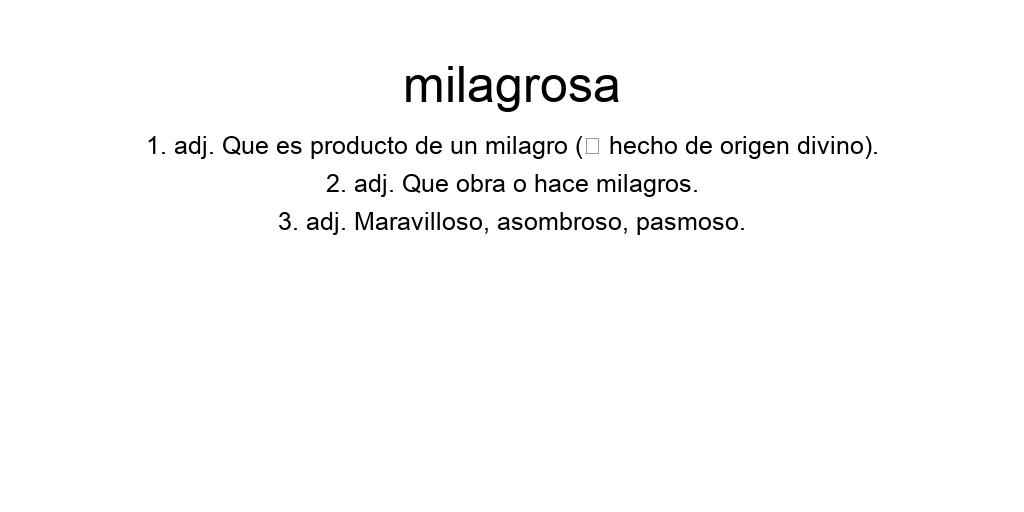 milagrosa
1. adj. Que es producto de un milagro (□ hecho de origen divino).
2. adj. Que obra o hace milagros.
3. adj. Maravilloso, asombroso, pasmoso.